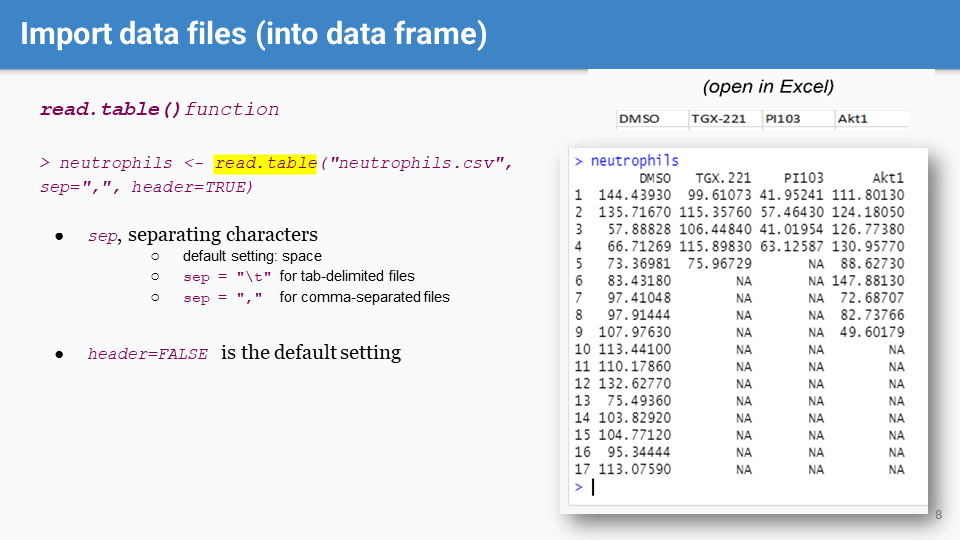 Import data files (into data frame)
read.table()function
> neutrophils <- read.table("neutrophils.csv",
sep=",", header=TRUE)
● sep, separating characters
○ default setting: space
○ sep = "\t" for tab-delimited files
○ sep = "," for comma-separated files
● header=FALSE is the default setting
(open in Excel)
DMSO TGX-221 PI103 Akt1
> neutrophils
DMSO TGX.221 PI103 Akt1
1 144.43930 99.61073 41.95241 111.80130
2 135.71670 115.35760 57.46430 124.18050
3 57.88828 106.44840 41.01954 126.77380
4 66.71269 115.89830 63.12587 130.95770
5 73.36981 75.96729 NA 88.62730
6 83.43180 NA NA 147.88130
7 97.41048 NA NA 72.68707
8 97.91444 NA NA 82.73766
9 107.97630 NA NA 49.60179
10 113.44100 NA NA NA
11 110.17860 NA NA NA
12 132.62770 NA NA NA
13 75.49360 NA NA NA
14 103.82920 NA NA NA
15 104.77120 NA NA NA
16 95.34444 NA NA NA
17 113.07590 NA NA NA
>
8